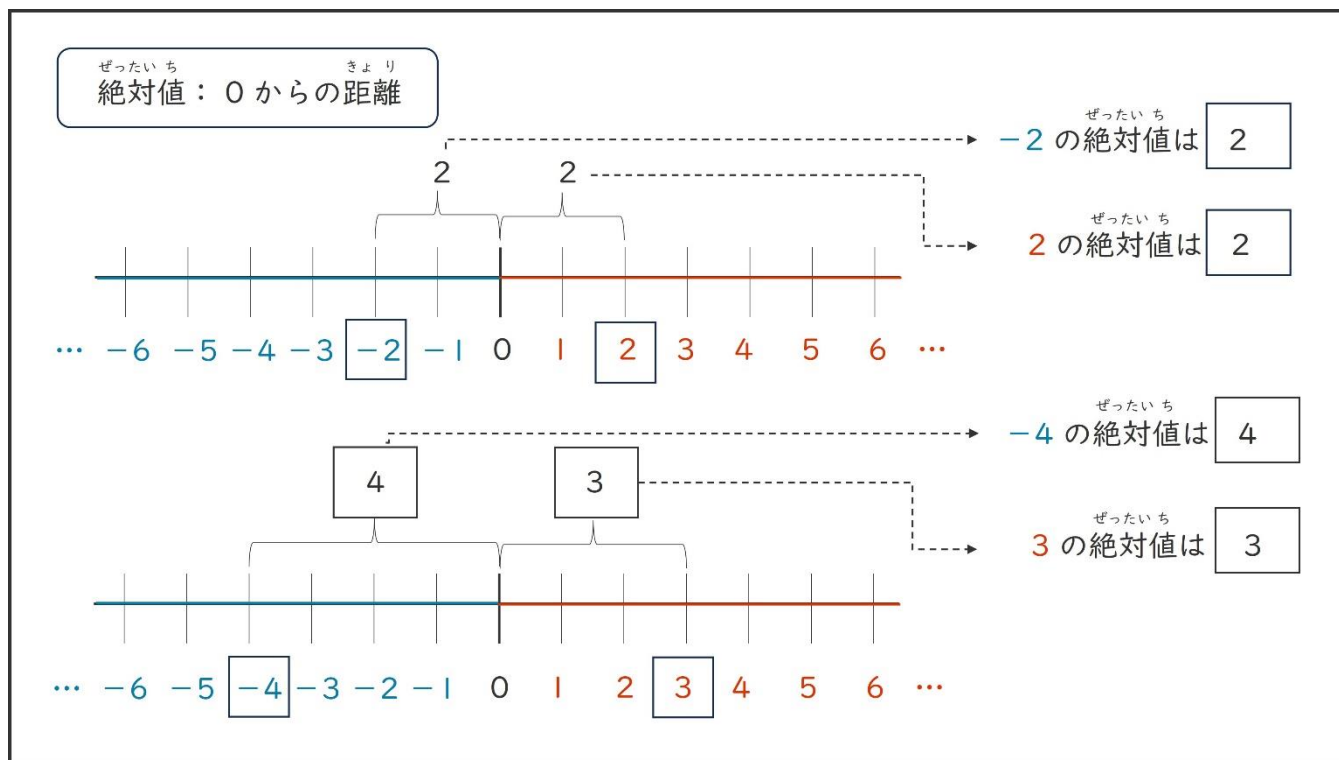 ぜったい ち きょ り
絶対値：0からの距離
ぜったい ち
-2 の絶対値は 2
2 2
ぜったい ち
2 の絶対値は 2
… -6 -5 -4 -3 -2 -1 0 1 2 3 4 5 6 …
ぜったい ち
-4 の絶対値は 4
4 3
ぜったい ち
3 の絶対値は 3
… -6 -5 -4 -3 -2 -1 0 1 2 3 4 5 6 …